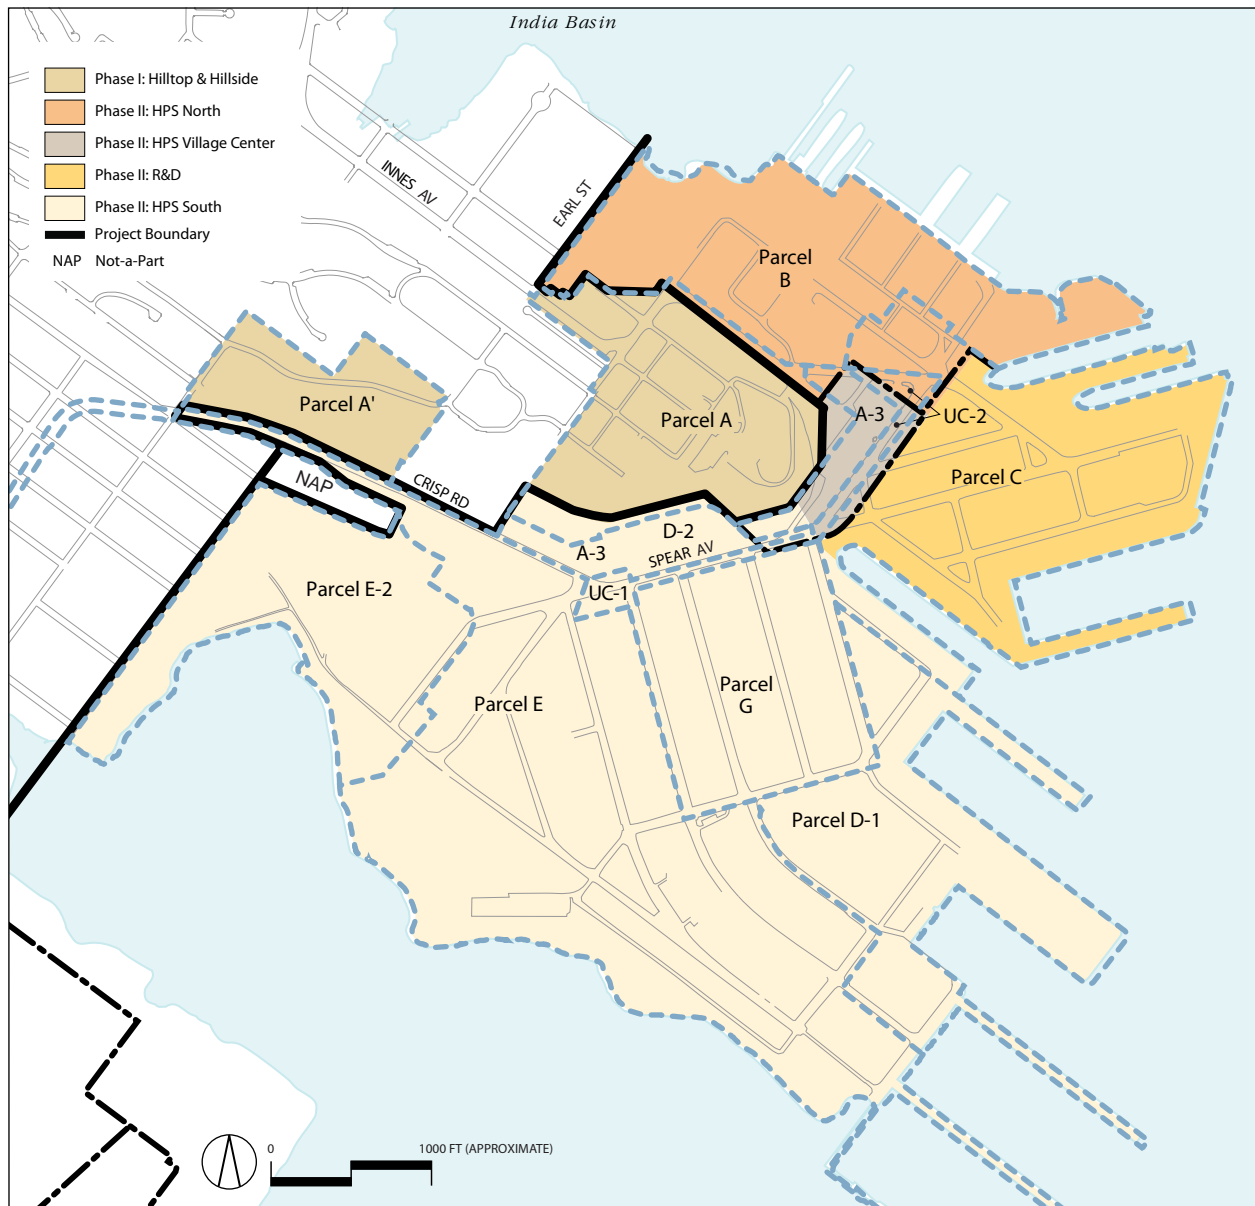 India Basin
Phase I: Hilltop & Hillside
Phase II: HPS North
Phase II: HPS Village Center
Phase II: R&D
Phase II: HPS South
Project Boundary
NAP Not-a-Part
INNES AV
EARL ST
Parcel
B
Parcel A'
Parcel A
A-3
UC-2
Parcel C
NAP
CRISP RD
D-2
A-3
SPEAR AV
UC-1
Parcel E-2
Parcel E
Parcel
G
Parcel D-1
0
1000 FT (APPROXIMATE)